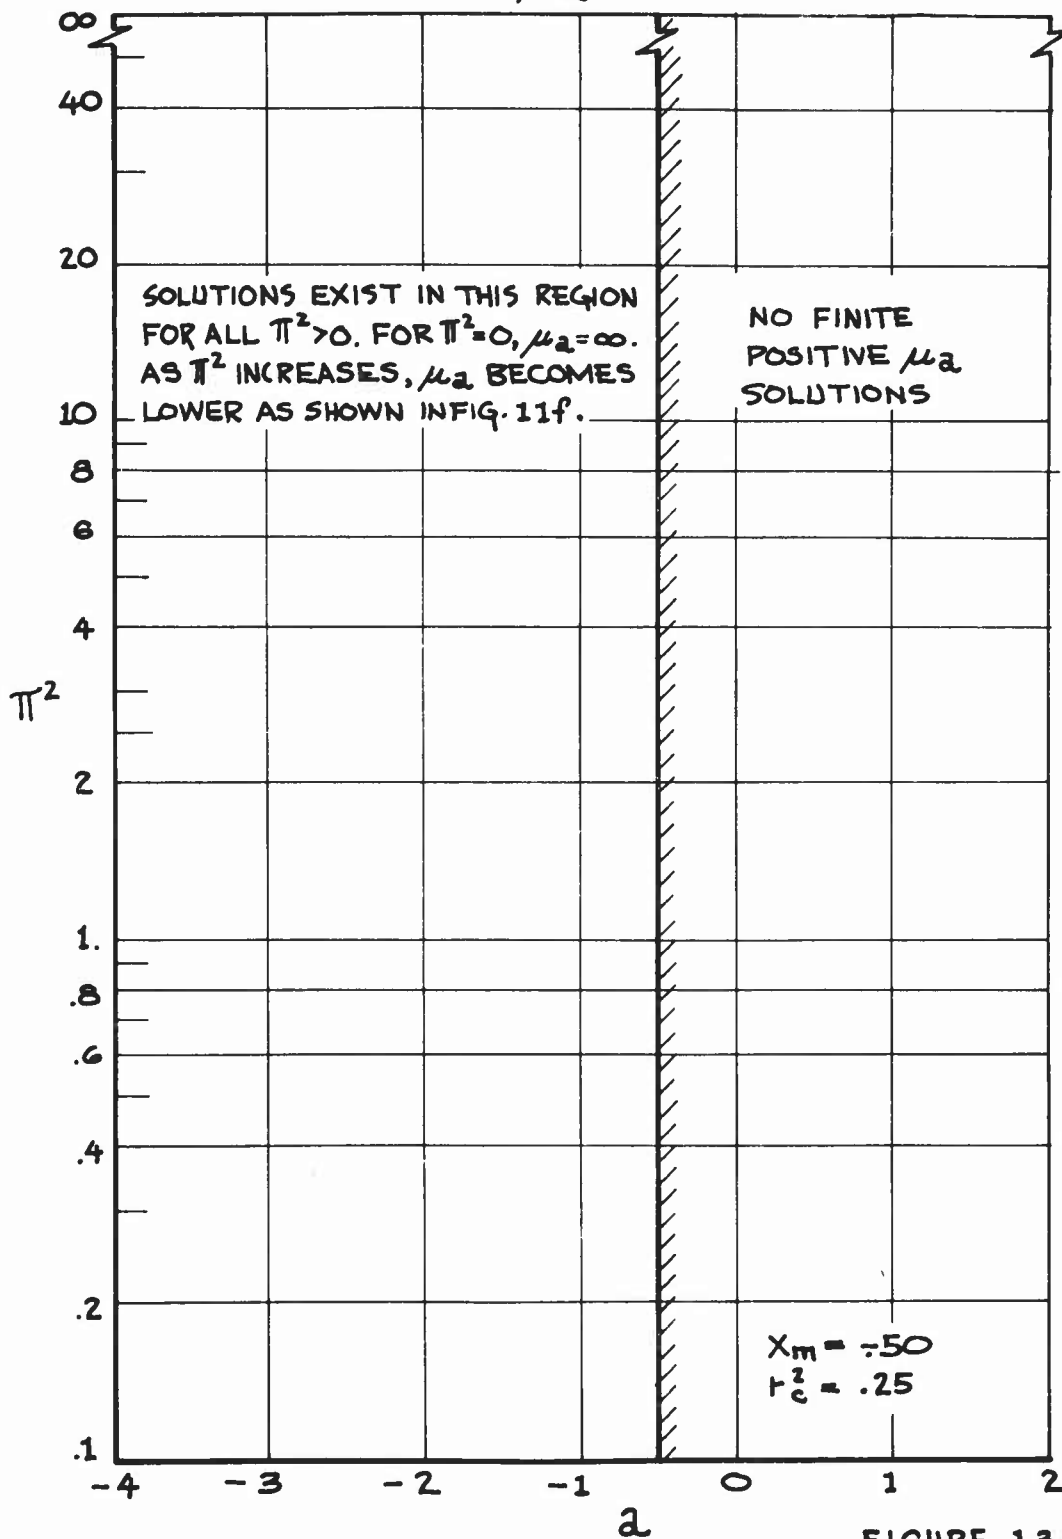 ∞
40
20
SOLUTIONS EXIST IN THIS REGION
FOR ALL π²>0. FOR π²=0, μa=∞.
AS π² INCREASES, μa BECOMES
LOWER AS SHOWN IN FIG. 11f.
NO FINITE
POSITIVE μa
SOLUTIONS
10
8
6
4
π²
2
1.
.8
.6
.4
.2
Xm = -.50
r²c = .25
.1
-4 -3 -2 -1 0 1 2
a